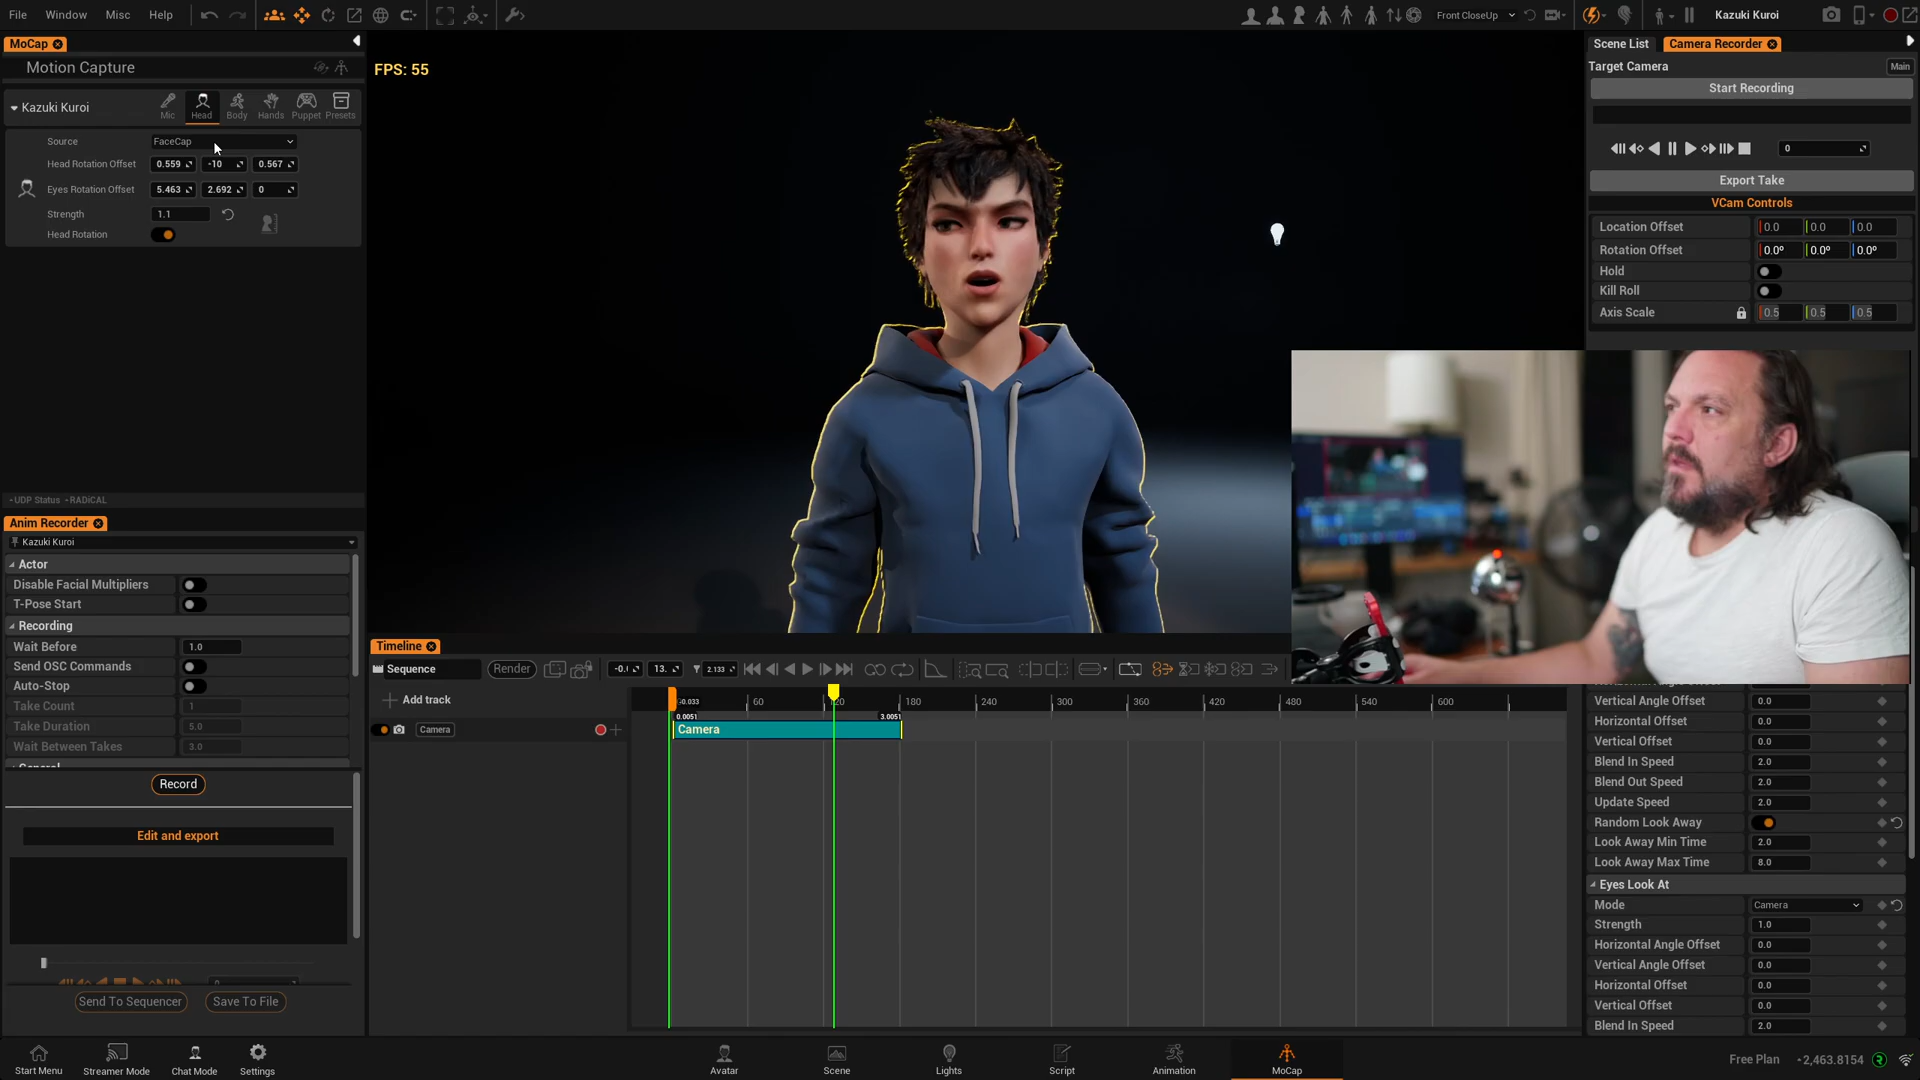 File Window Misc Help
Front CloseUp
Kazuki Kuroi
MoCap
Motion Capture
Kazuki Kuroi
Mic Head Body Hands Puppet Presets
Source FaceCap
Head Rotation Offset 0.559 -10 0.567
Eyes Rotation Offset 5.463 2.692 0
Strength 1.1
Head Rotation
UDP Status RADiCAL
Anim Recorder
Kazuki Kuroi
Actor
Disable Facial Multipliers
T-Pose Start
Recording
Wait Before 1.0
Send OSC Commands
Auto-Stop
Take Count 1
Take Duration 5.0
Wait Between Takes 3.0
General
Record
Edit and export
Send To Sequencer Save To File
FPS: 55
Scene List Camera Recorder
Target Camera Main
Start Recording
0
Export Take
VCam Controls
Location Offset 0.0 0.0 0.0
Rotation Offset 0.0º 0.0º 0.0º
Hold
Kill Roll
Axis Scale 0.5 0.5 0.5
Timeline
Sequence Render -0.( 13. 2.133
Add track
-0.033 60 120 180 240 300 360 420 480 540 600
0.0051 3.0051
Camera Camera
Vertical Angle Offset 0.0
Horizontal Offset 0.0
Vertical Offset 0.0
Blend In Speed 2.0
Blend Out Speed 2.0
Update Speed 2.0
Random Look Away
Look Away Min Time 2.0
Look Away Max Time 8.0
Eyes Look At
Mode Camera
Strength 1.0
Horizontal Angle Offset 0.0
Vertical Angle Offset 0.0
Horizontal Offset 0.0
Vertical Offset 0.0
Blend In Speed 2.0
Start Menu Streamer Mode Chat Mode Settings
Avatar Scene Lights Script Animation MoCap
Free Plan 2,463.8154